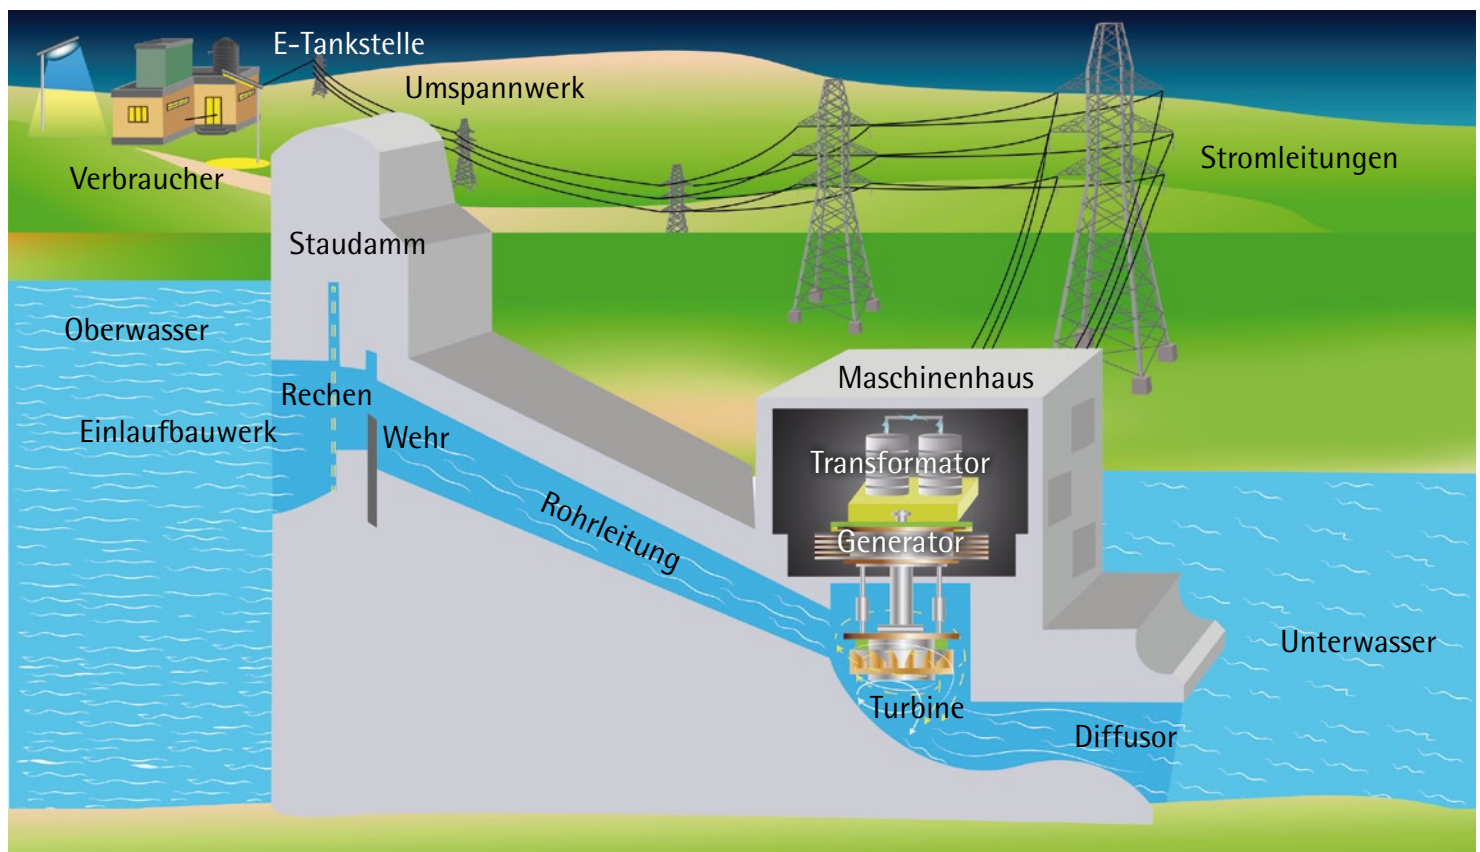 E-Tankstelle
Umspannwerk
Stromleitungen
Verbraucher
Staudamm
Oberwasser
Maschinenhaus
Rechen
Einlaufbauwerk
Wehr
Transformator
Rohrleitung
Generator
Unterwasser
Turbine
Diffusor